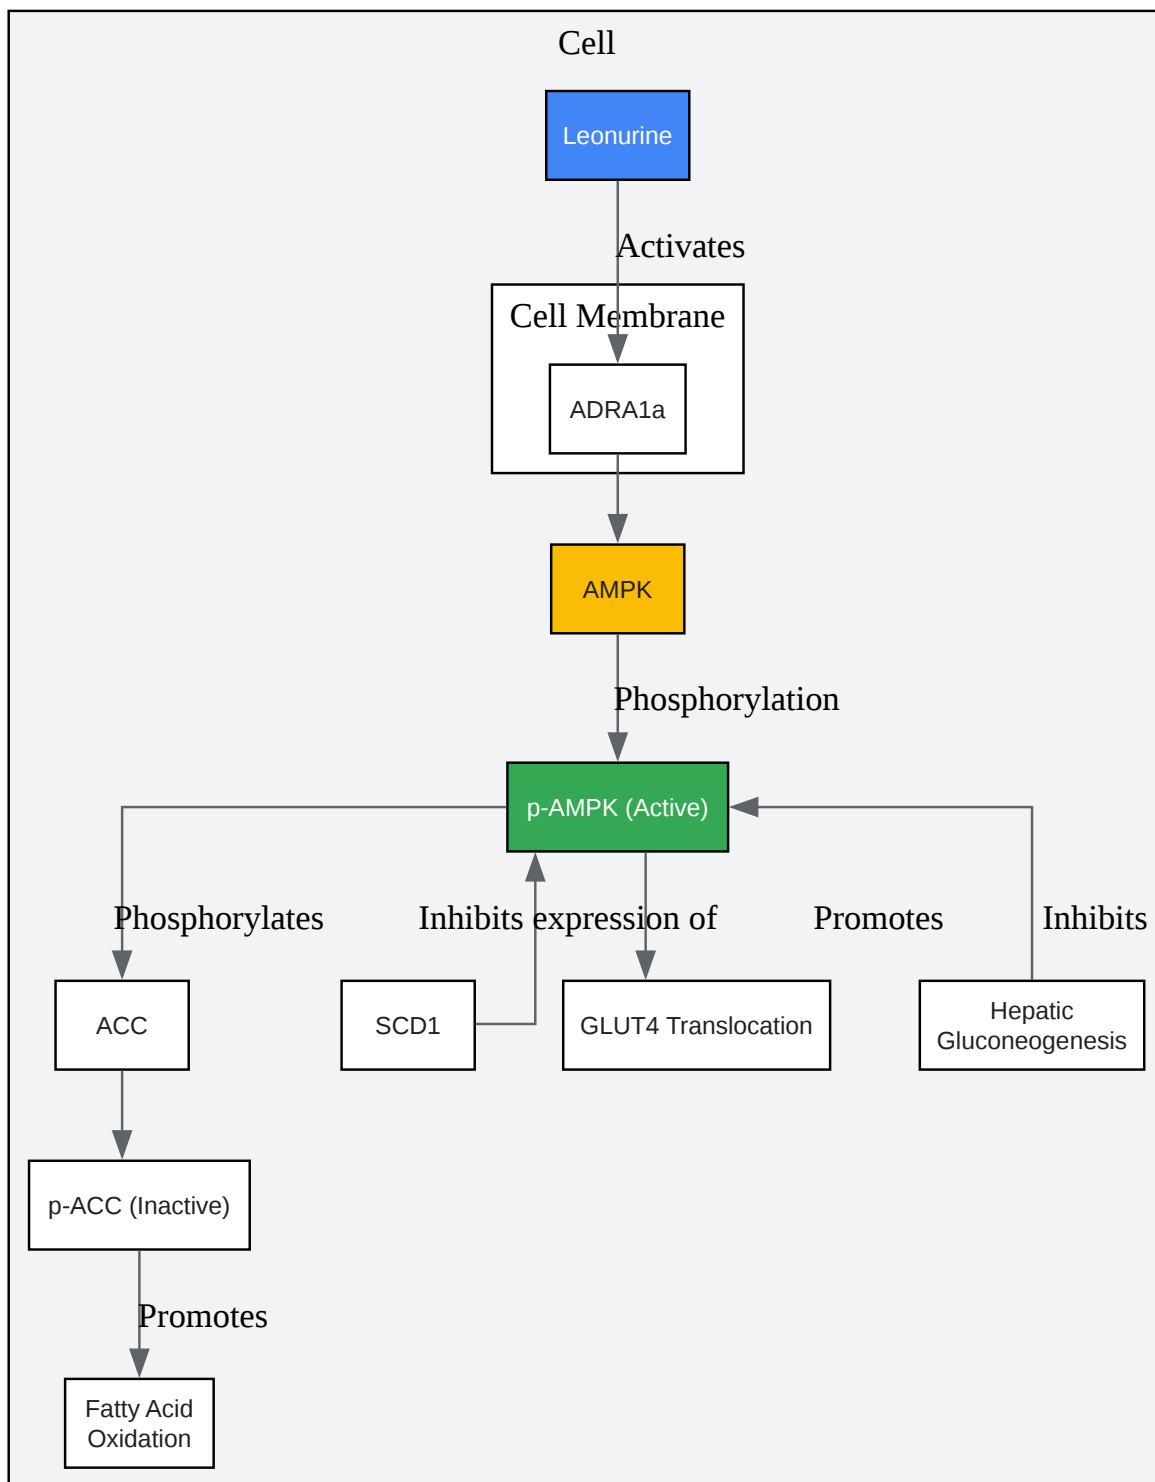 Cell
Leonurine
Activates
Cell Membrane
ADRA1a
AMPK
Phosphorylation
p-AMPK (Active)
Phosphorylates
Inhibits expression of
Promotes
Inhibits
ACC
SCD1
GLUT4 Translocation
Hepatic
Gluconeogenesis
p-ACC (Inactive)
Promotes
Fatty Acid
Oxidation